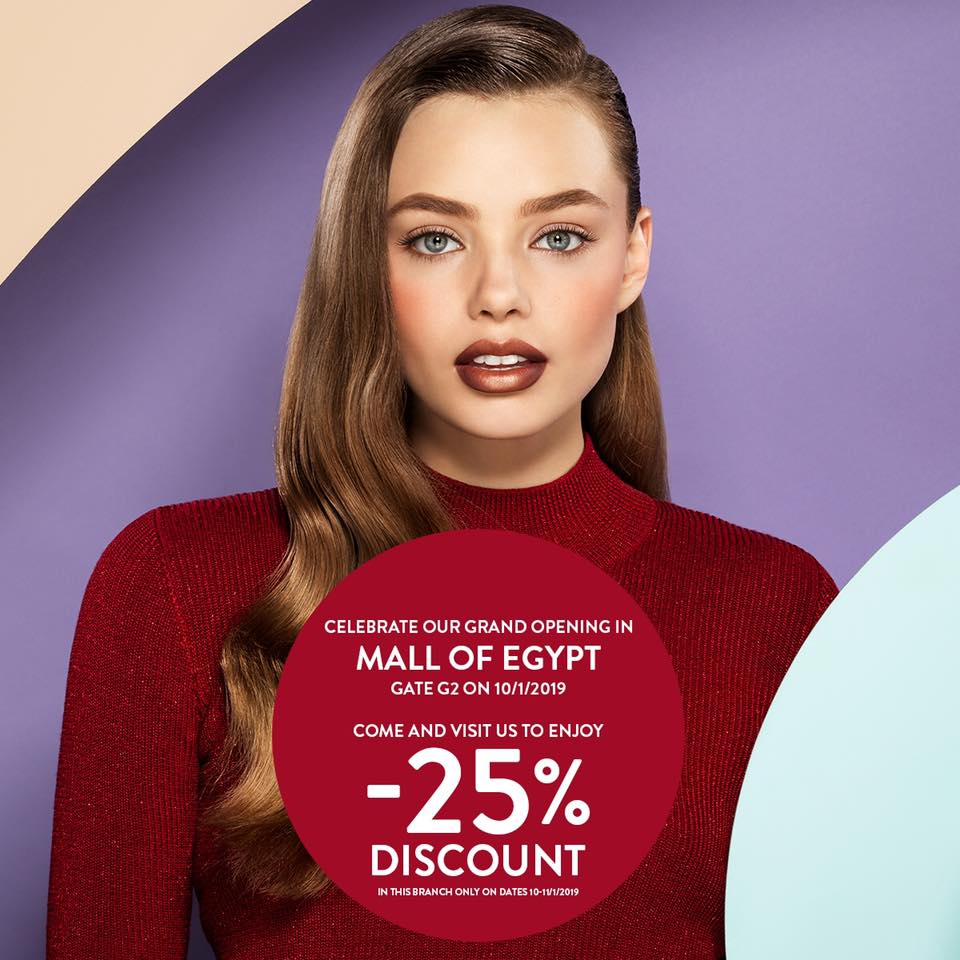 CELEBRATE OUR GRAND OPENING IN
MALL OF EGYPT
GATE G2 ON 10/1/2019
COME AND VISIT US TO ENJOY
-25%
DISCOUNT
IN THIS BRANCH ONLY ON DATES 10-11/1/2019